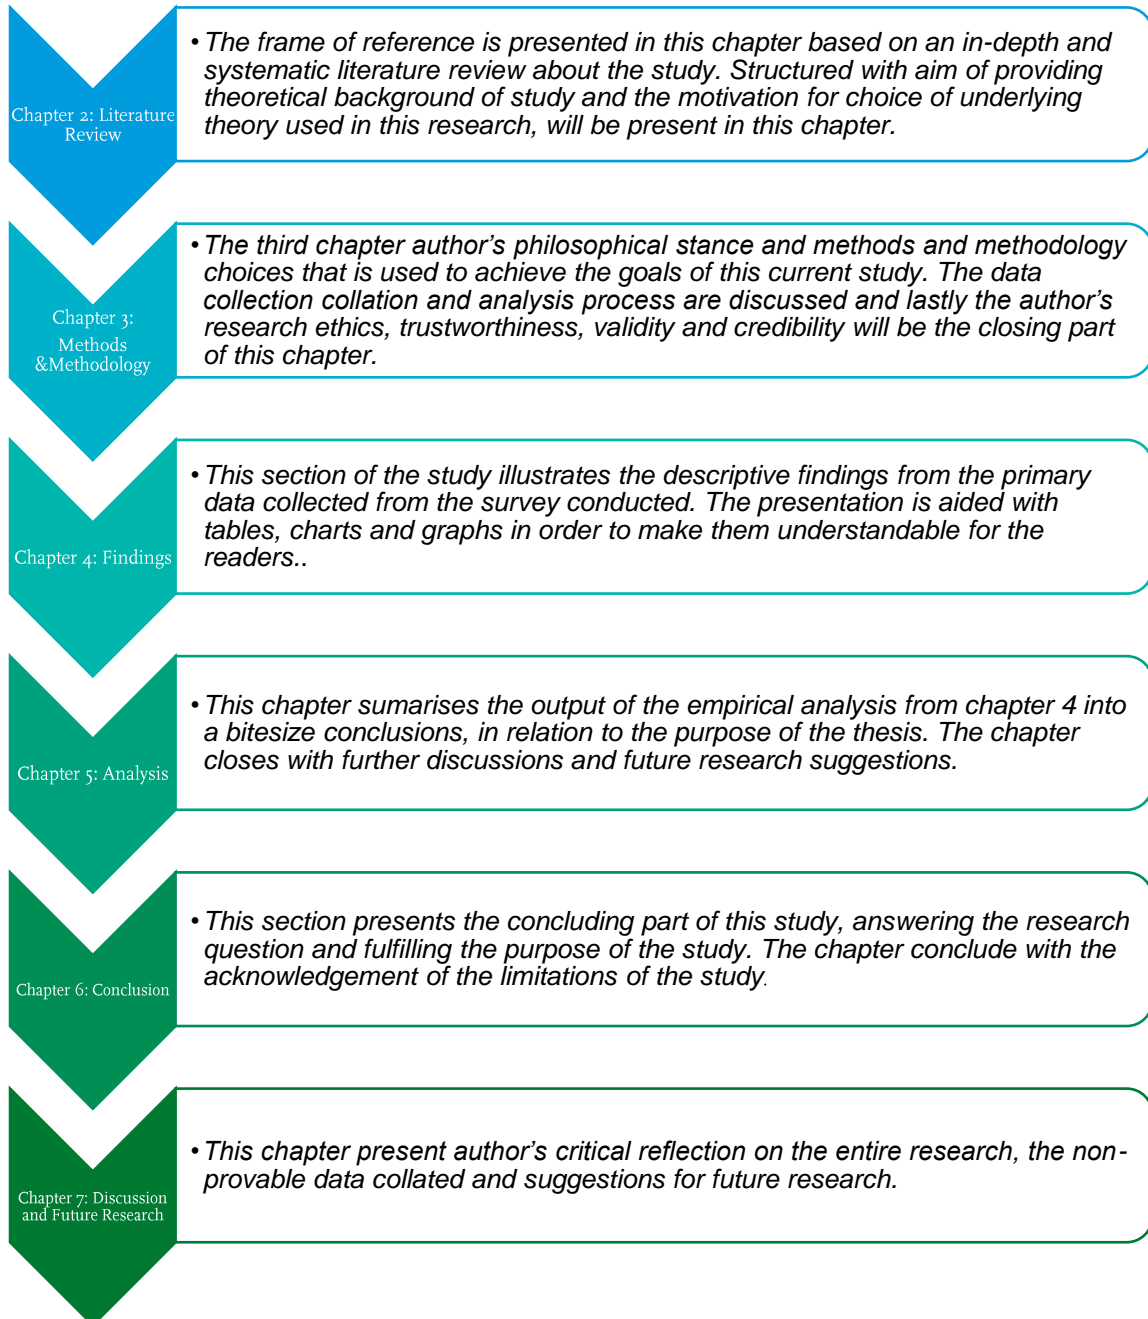 Chapter 2: Literature
Review
• The frame of reference is presented in this chapter based on an in-depth and
systematic literature review about the study. Structured with aim of providing
theoretical background of study and the motivation for choice of underlying
theory used in this research, will be present in this chapter.
Chapter 3:
Methods
&Methodology
• The third chapter author's philosophical stance and methods and methodology
choices that is used to achieve the goals of this current study. The data
collection collation and analysis process are discussed and lastly the author's
research ethics, trustworthiness, validity and credibility will be the closing part
of this chapter.
Chapter 4: Findings
• This section of the study illustrates the descriptive findings from the primary
data collected from the survey conducted. The presentation is aided with
tables, charts and graphs in order to make them understandable for the
readers..
Chapter 5: Analysis
• This chapter sumarises the output of the empirical analysis from chapter 4 into
a bitesize conclusions, in relation to the purpose of the thesis. The chapter
closes with further discussions and future research suggestions.
Chapter 6: Conclusion
• This section presents the concluding part of this study, answering the research
question and fulfilling the purpose of the study. The chapter conclude with the
acknowledgement of the limitations of the study.
Chapter 7: Discussion
and Future Research
• This chapter present author's critical reflection on the entire research, the non-
provable data collated and suggestions for future research.